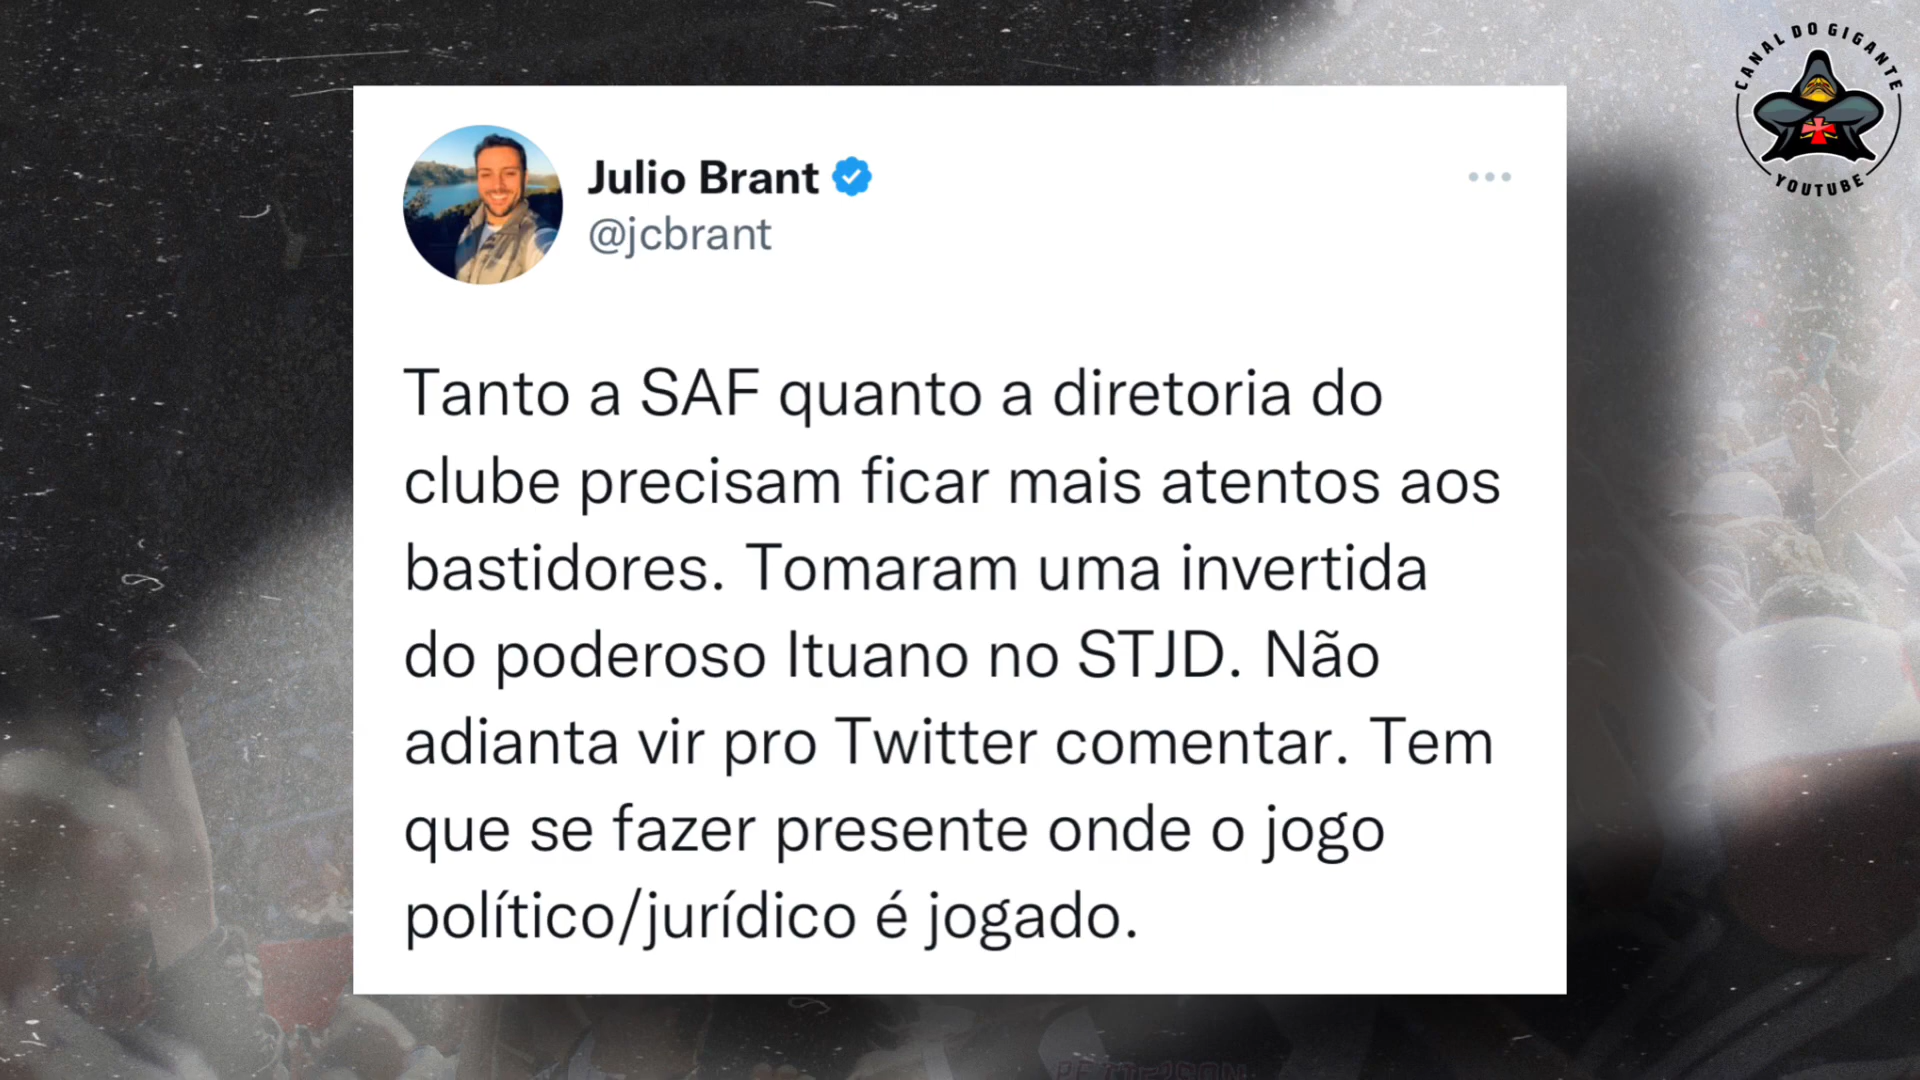 CANAL DO GIGANTE
YOUTUBE
Julio Brant
@jcbrant
Tanto a SAF quanto a diretoria do
clube precisam ficar mais atentos aos
bastidores. Tomaram uma invertida
do poderoso Ituano no STJD. Não
adianta vir pro Twitter comentar. Tem
que se fazer presente onde o jogo
político/jurídico é jogado.